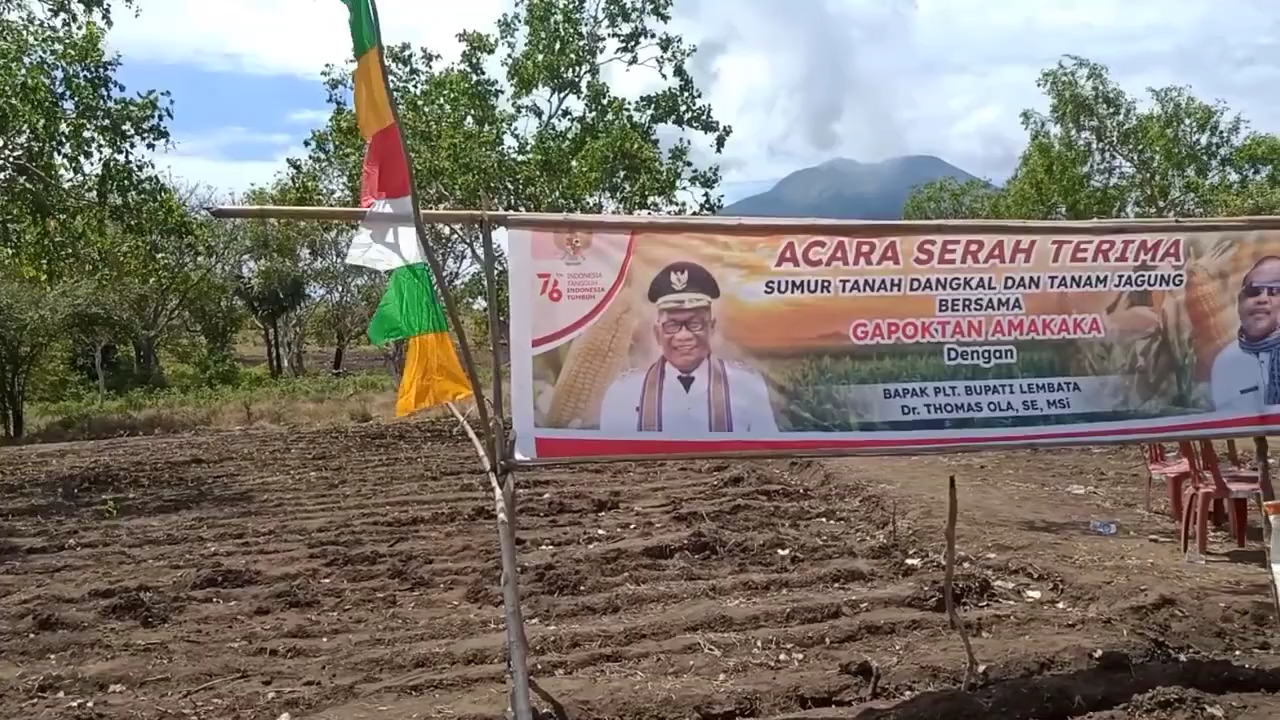 76
INDONESIA
TANGGUH
INDONESIA
TUMBUH
ACARA SERAH TERIMA
SUMUR TANAH DANGKAL DAN TANAM JAGUNG
BERSAMA
GAPOKTAN AMAKAKA
Dengan
BAPAK PLT. BUPATI LEMBATA
Dr. THOMAS OLA, SE, MSi